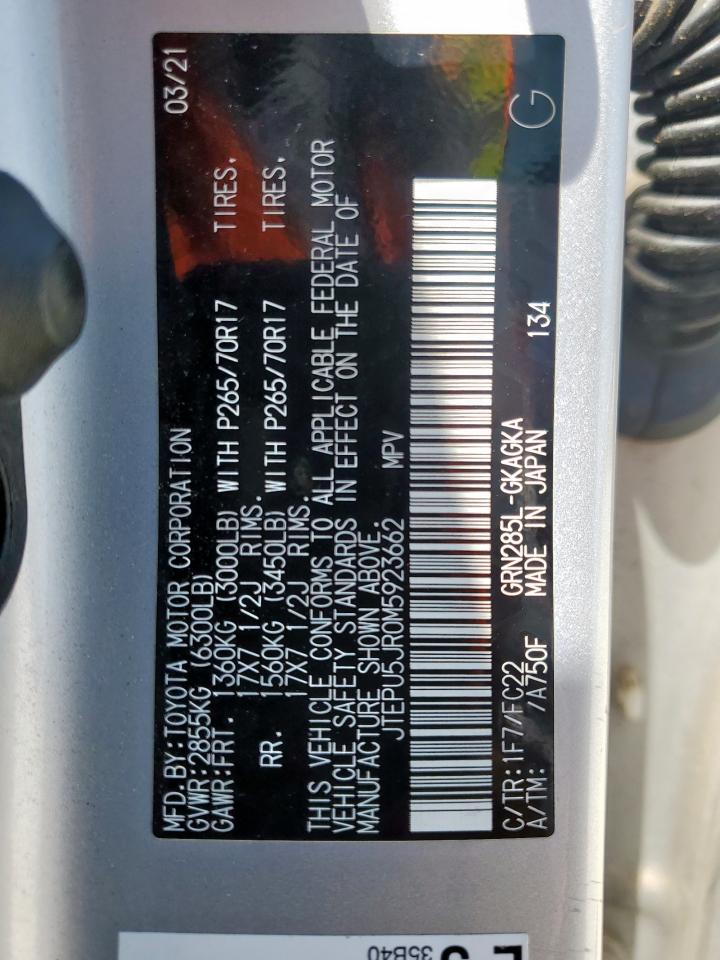 MFD.BY:TOYOTA MOTOR CORPORATION 03/21
GVWR:2855KG (6300LB)
GAWR:FRT. 1360KG (3000LB) WITH P265/70R17 TIRES,
17X7 1/2J RIMS.
RR. 1560KG (3450LB) WITH P265/70R17 TIRES,
17X7 1/2J RIMS.
THIS VEHICLE CONFORMS TO ALL APPLICABLE FEDERAL MOTOR
VEHICLE SAFETY STANDARDS IN EFFECT ON THE DATE OF
MANUFACTURE SHOWN ABOVE.
JTEPU5JR0M5923662 MPV
C/TR:1F7/FC22 GRN285L-GKAGKA
A/TM: /A750F MADE IN JAPAN 134
G
35B40